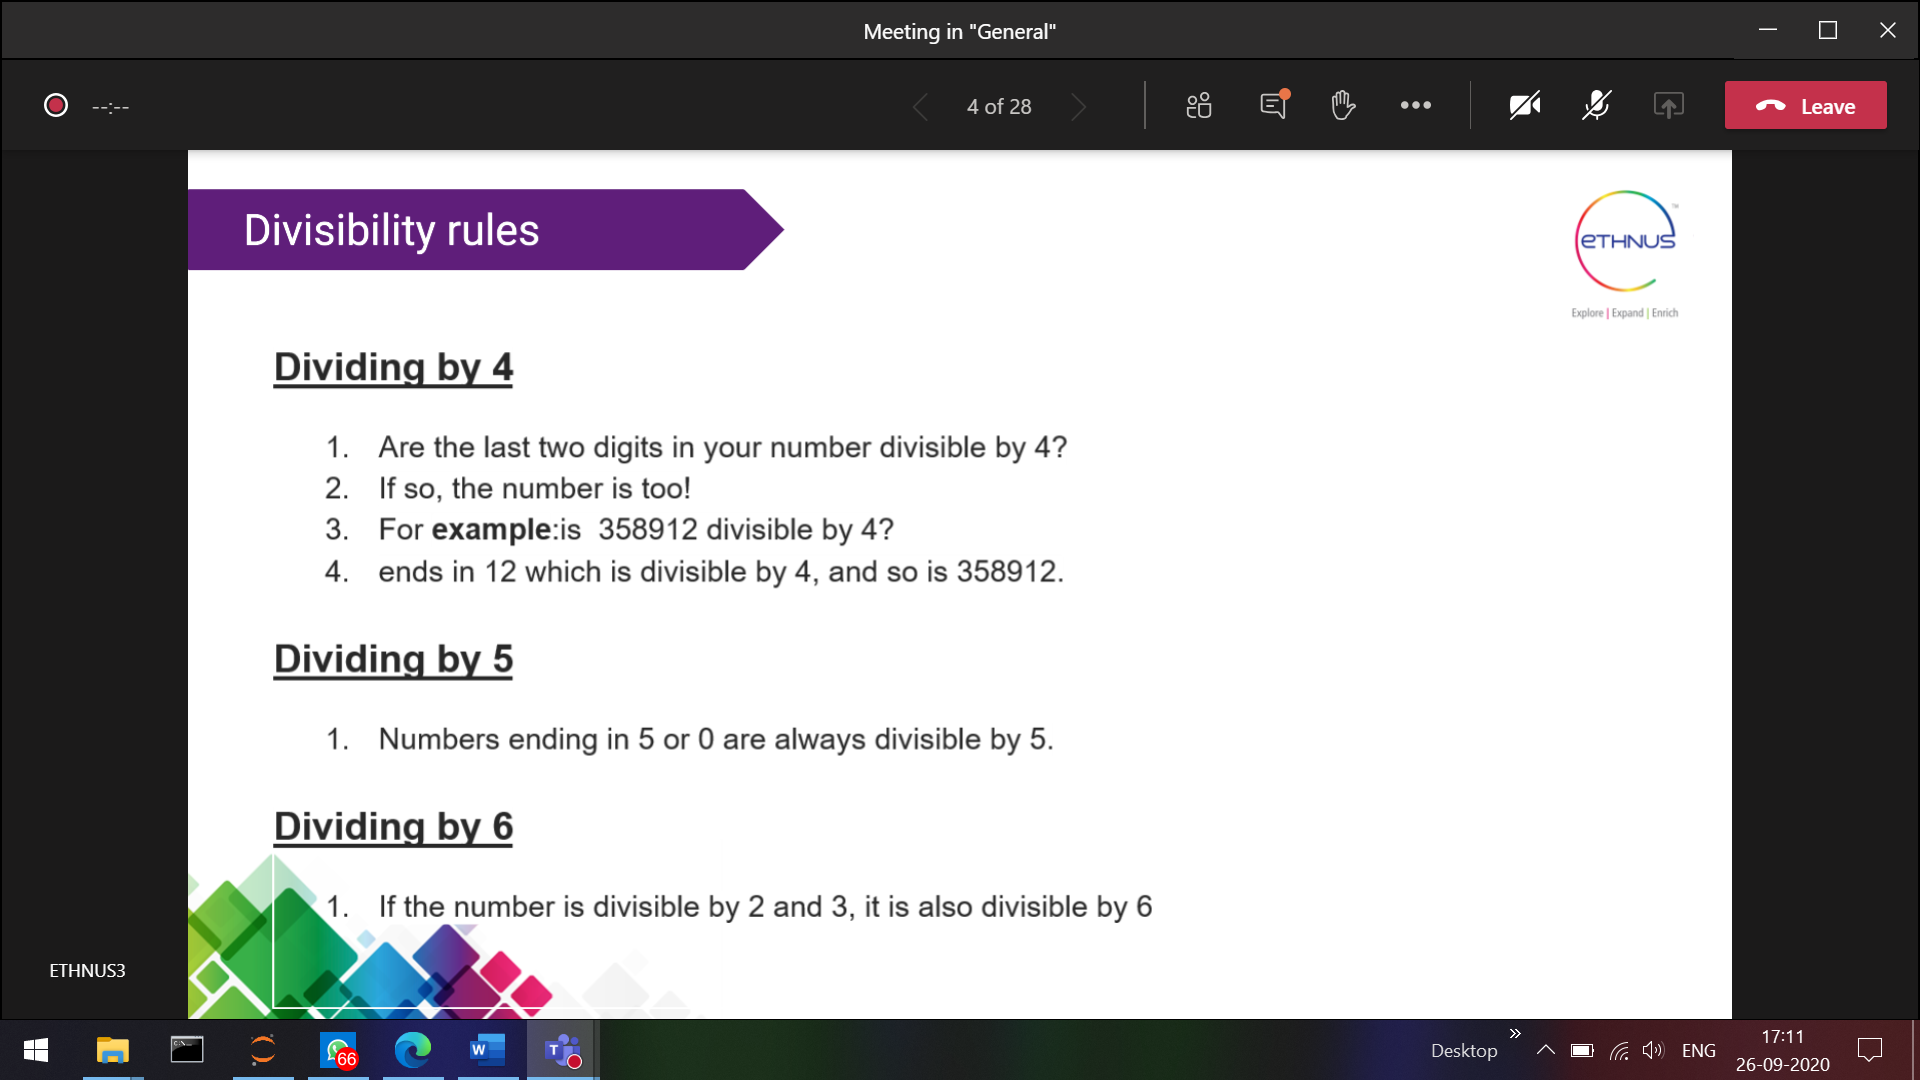 Meeting in "General"
--:--
4 of 28
Leave
Divisibility rules
ETHNUS
TM
Explore | Expand | Enrich
Dividing by 4
1. Are the last two digits in your number divisible by 4?
2. If so, the number is too!
3. For example:is 358912 divisible by 4?
4. ends in 12 which is divisible by 4, and so is 358912.
Dividing by 5
1. Numbers ending in 5 or 0 are always divisible by 5.
Dividing by 6
1. If the number is divisible by 2 and 3, it is also divisible by 6
ETHNUS3
66
W
T
Desktop
ENG
17:11
26-09-2020